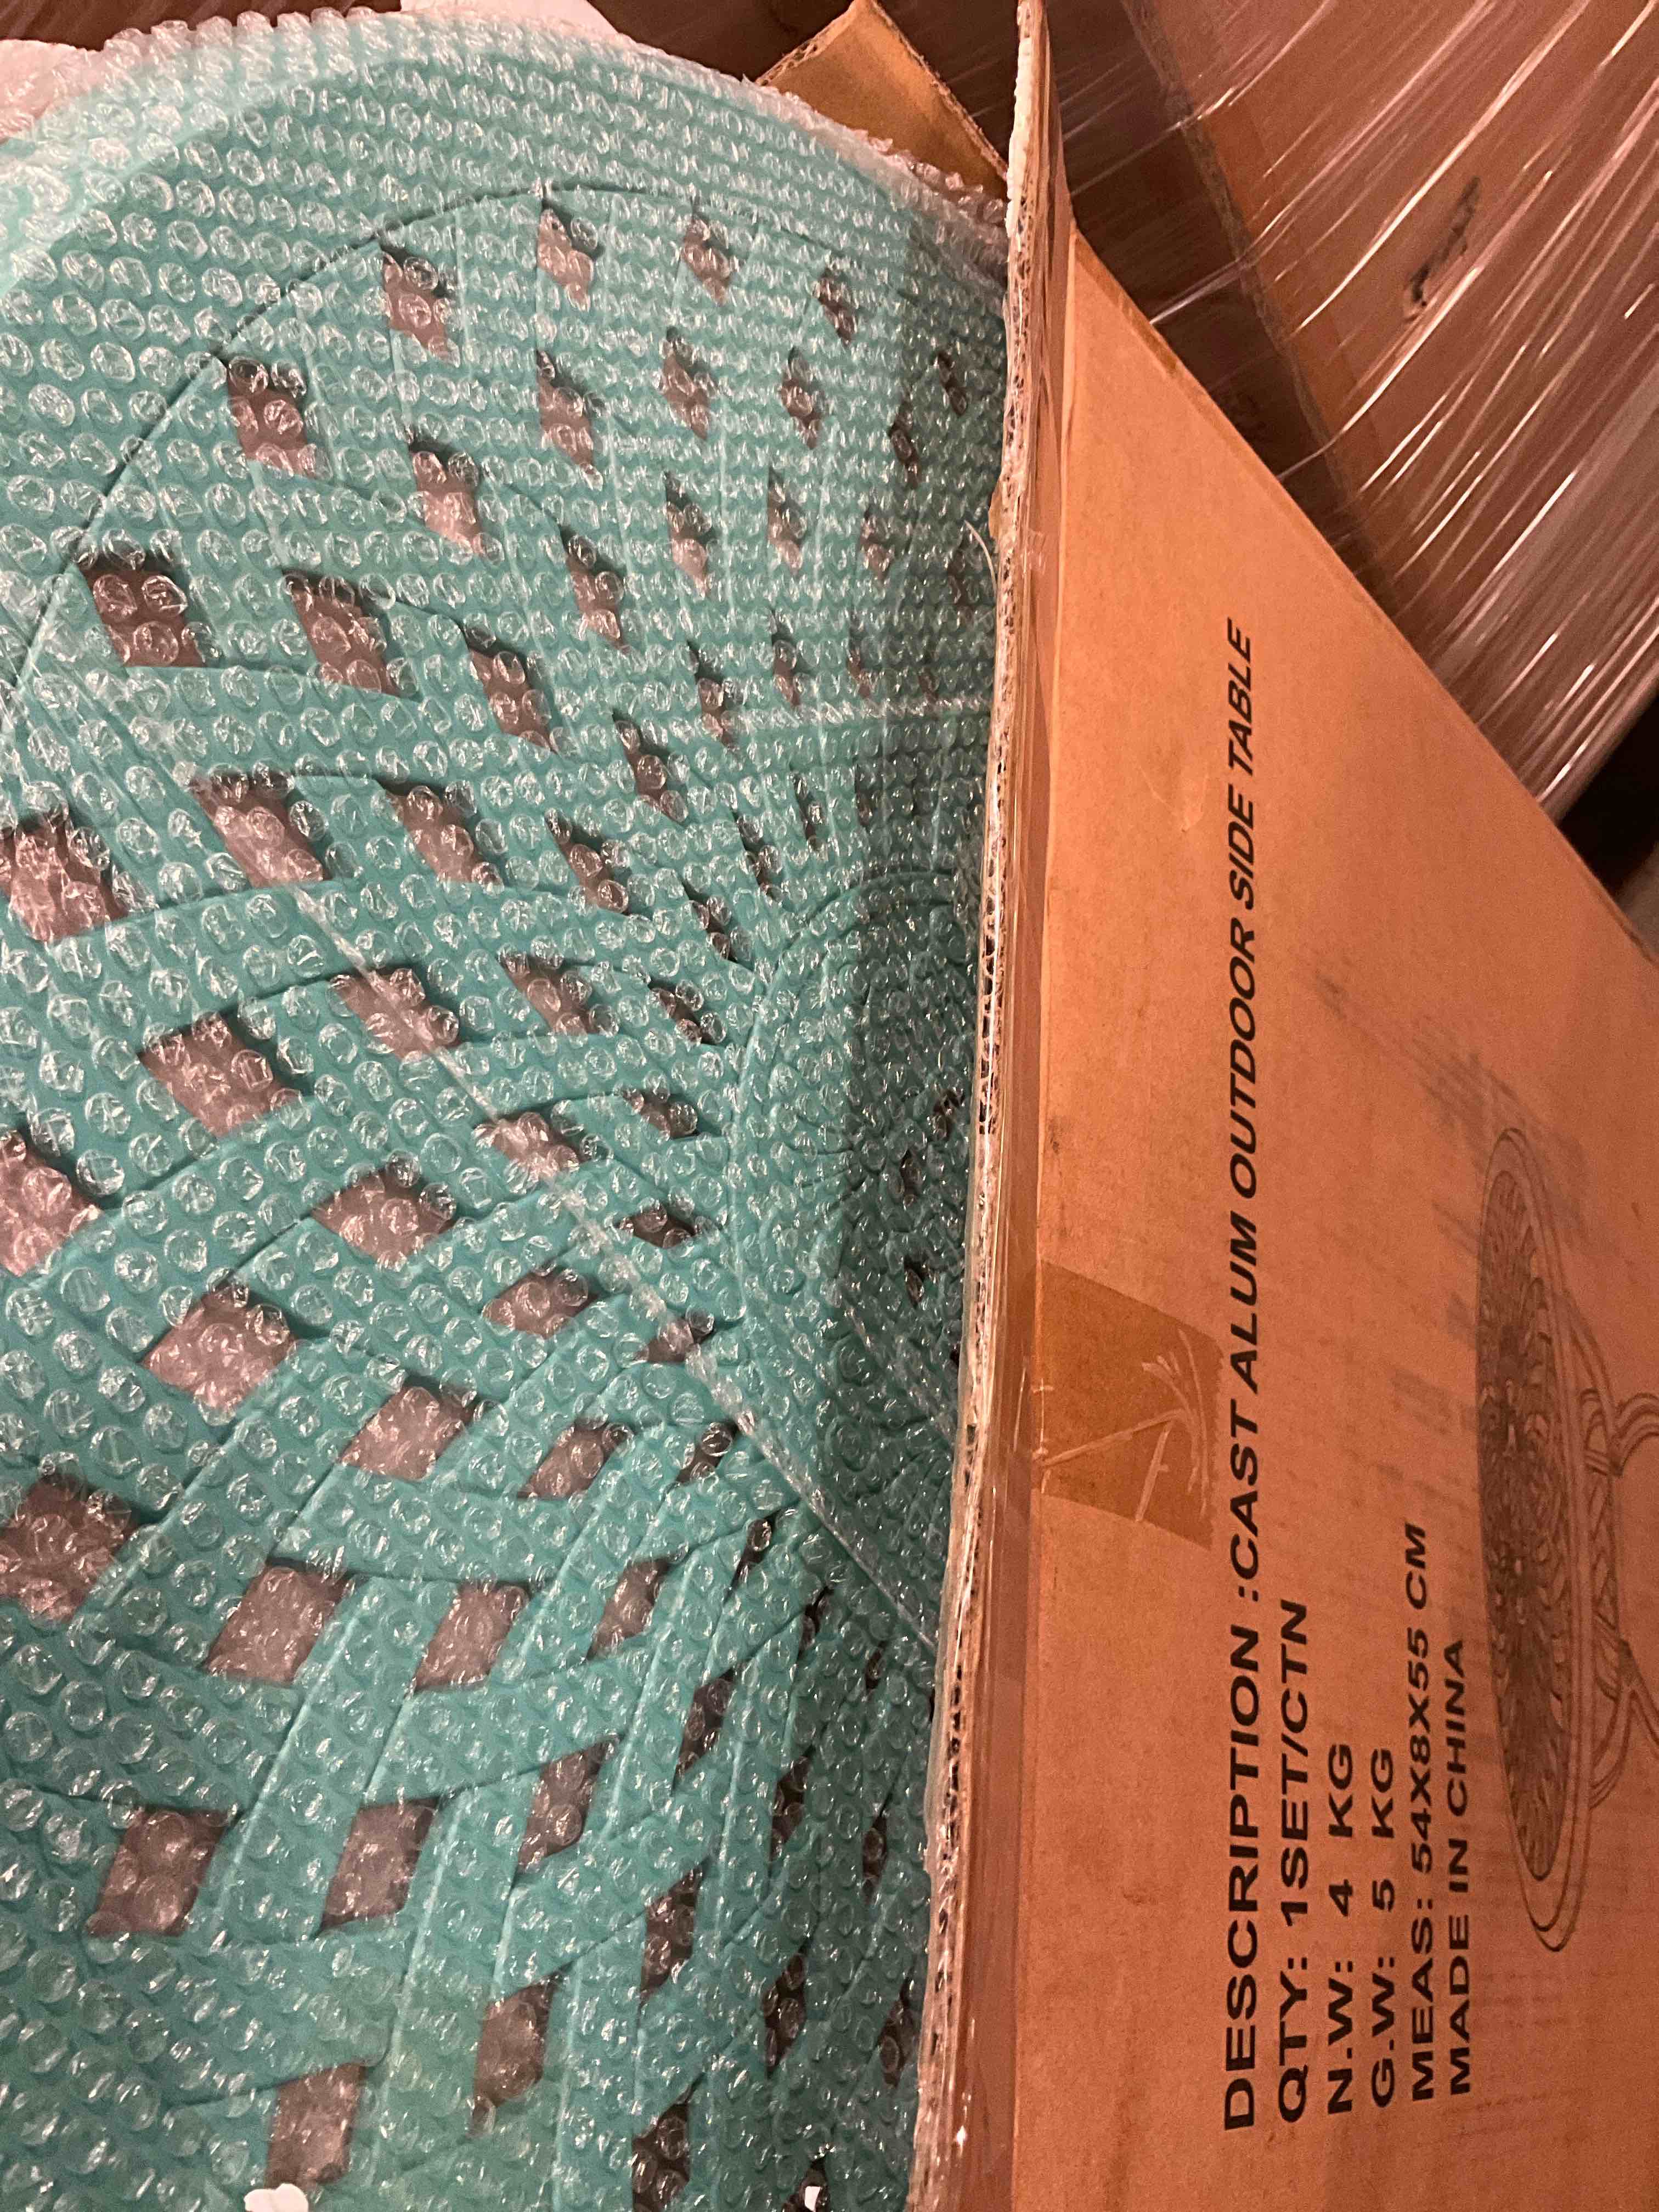 DESCRIPTION :CAST ALUM OUTDOOR SIDE TABLE
QTY: 1SET/CTN
N.W: 4 KG
G.W: 5 KG
MEAS: 54X8X55 CM
MADE IN CHINA